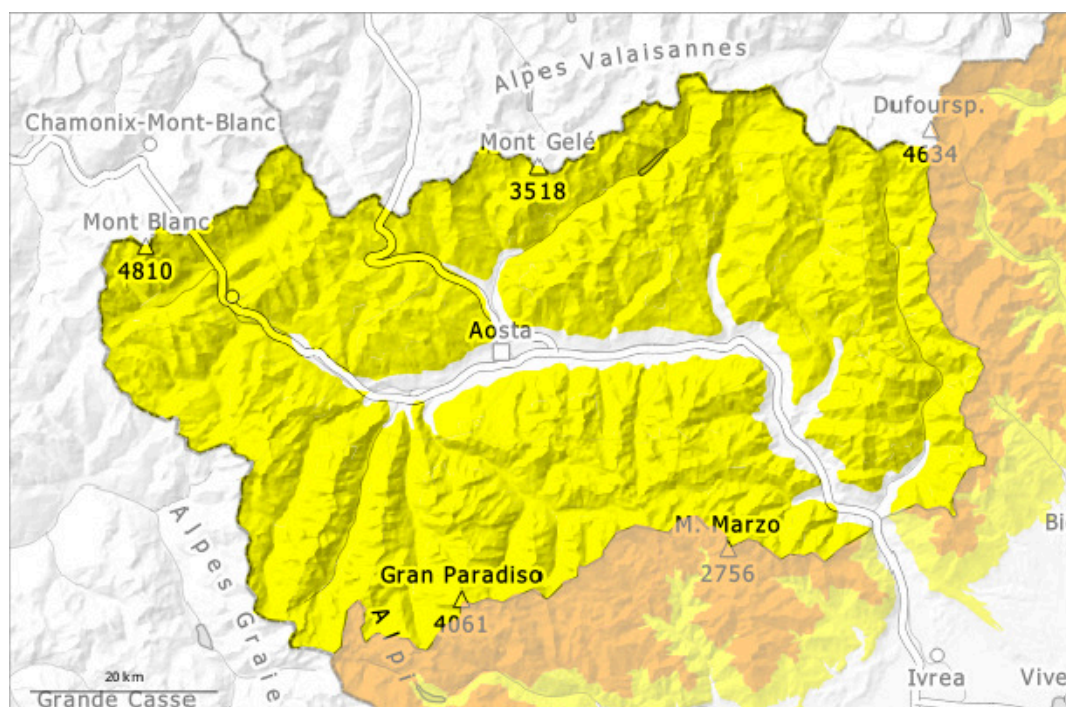 Alpes Valaisannes
Dufoursp.
4634
Chamonix-Mont-Blanc
Mont Gelé
3518
Mont Blanc
4810
Aosta
Alpes Graie
M. Marzo
2756
Gran Paradiso
4061
Alpi
Bi
20 km
Grande Casse
Ivrea
Vive